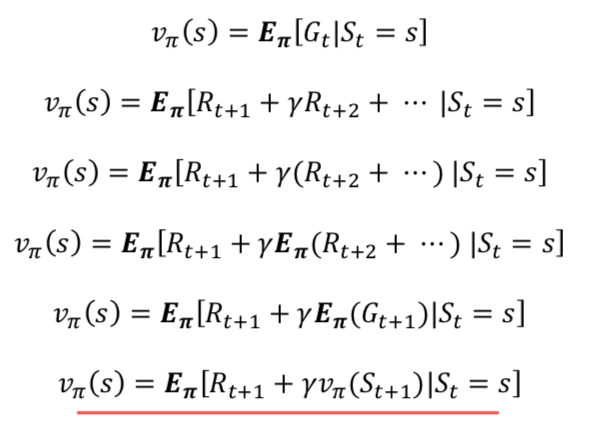 vπ(s) = Eπ[Gt|St = s]
vπ(s) = Eπ[Rt+1 + γRt+2 + ⋯ |St = s]
vπ(s) = Eπ[Rt+1 + γ(Rt+2 + ⋯) |St = s]
vπ(s) = Eπ[Rt+1 + γEπ(Rt+2 + ⋯) |St = s]
vπ(s) = Eπ[Rt+1 + γEπ(Gt+1)|St = s]
vπ(s) = Eπ[Rt+1 + γvπ(St+1)|St = s]